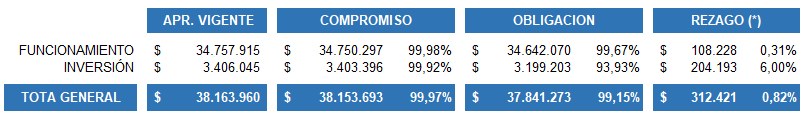 APR. VIGENTE COMPROMISO OBLIGACION REZAGO (*)
FUNCIONAMIENTO $ 34.757.915 $ 34.750.297 99,98% $ 34.642.070 99,67% $ 108.228 0,31%
INVERSIÓN $ 3.406.045 $ 3.403.396 99,92% $ 3.199.203 93,93% $ 204.193 6,00%
TOTA GENERAL $ 38.163.960 $ 38.153.693 99,97% $ 37.841.273 99,15% $ 312.421 0,82%